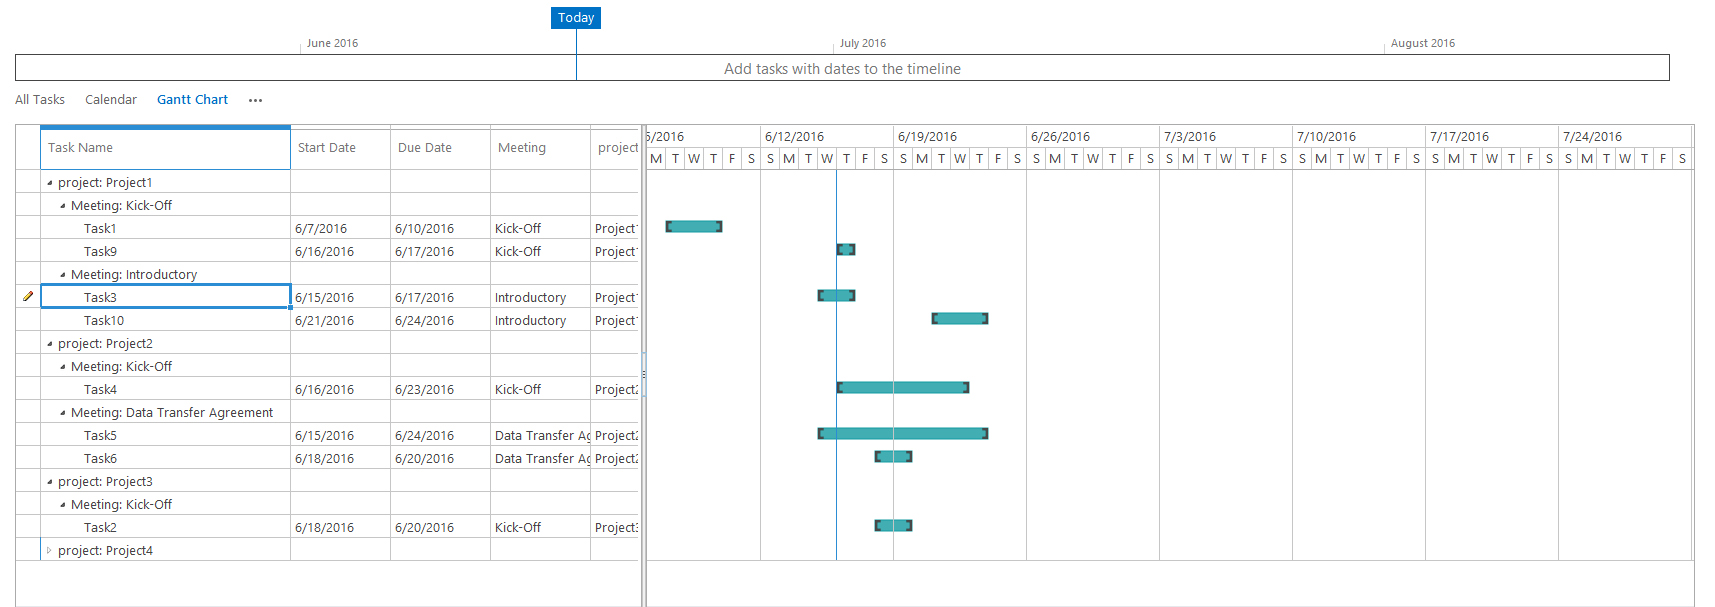 Today
June 2016 July 2016 August 2016
Add tasks with dates to the timeline
All Tasks Calendar Gantt Chart •••
5/2016 6/12/2016 6/19/2016 6/26/2016 7/3/2016 7/10/2016 7/17/2016 7/24/2016
Task Name Start Date Due Date Meeting project
M T W T F S S M T W T F S S M T W T F S S M T W T F S S M T W T F S S M T W T F S S M T W T F S S M T W T F S
project: Project1
Meeting: Kick-Off
Task1 6/7/2016 6/10/2016 Kick-Off Project1
Task9 6/16/2016 6/17/2016 Kick-Off Project1
Meeting: Introductory
Task3 6/15/2016 6/17/2016 Introductory Project1
Task10 6/21/2016 6/24/2016 Introductory Project1
project: Project2
Meeting: Kick-Off
Task4 6/16/2016 6/23/2016 Kick-Off Project2
Meeting: Data Transfer Agreement
Task5 6/15/2016 6/24/2016 Data Transfer Ag Project2
Task6 6/18/2016 6/20/2016 Data Transfer Ag Project2
project: Project3
Meeting: Kick-Off
Task2 6/18/2016 6/20/2016 Kick-Off Project3
project: Project4